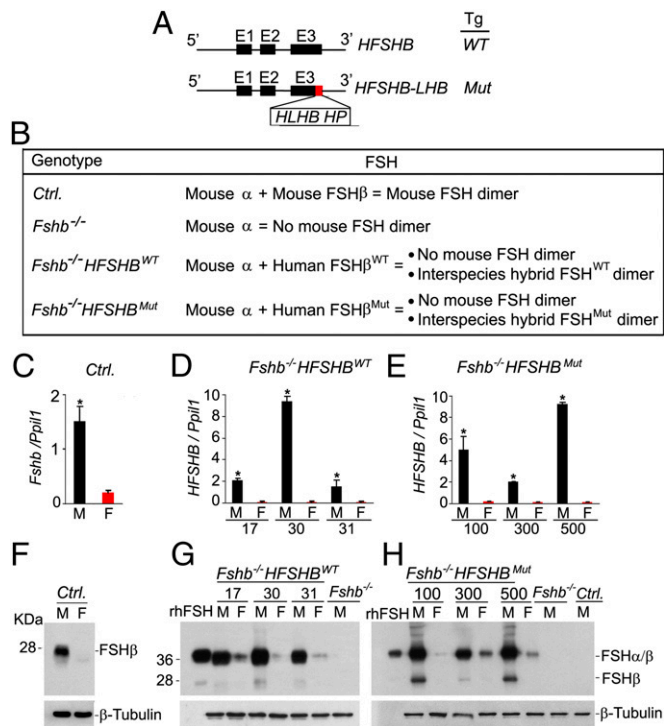 A
Tg
5’ E1 E2 E3 3’ HFSHB WT
5’ E1 E2 E3 3’ HFSHB-LHB Mut
HLHB HP
B
Genotype FSH
Ctrl. Mouse α + Mouse FSHβ = Mouse FSH dimer
Fshb-/- Mouse α = No mouse FSH dimer
Fshb-/-HFSHBWT Mouse α + Human FSHβWT = • No mouse FSH dimer
• Interspecies hybrid FSHWT dimer
Fshb-/-HFSHBMut Mouse α + Human FSHβMut = • No mouse FSH dimer
• Interspecies hybrid FSHMut dimer
C Ctrl.
Fshb/Ppil1
2
1
0
*
M F
D Fshb-/-HFSHBWT
HFSHB / Ppil1
10
8
6
4
2
0
* * *
M F M F M F
17 30 31
E Fshb-/-HFSHBMut
HFSHB / Ppil1
10
8
6
4
2
0
* * *
M F M F M F
100 300 500
F Ctrl.
M F
KDa
28 - -FSHβ
-β-Tubulin
G Fshb-/-HFSHBWT
17 30 31 Fshb-/-
rhFSH M F M F M F M
36 -
28 -
H Fshb-/-HFSHBMut
100 300 500 Fshb-/- Ctrl.
rhFSH M F M F M F M M
-FSHα/β
-FSHβ
-β-Tubulin